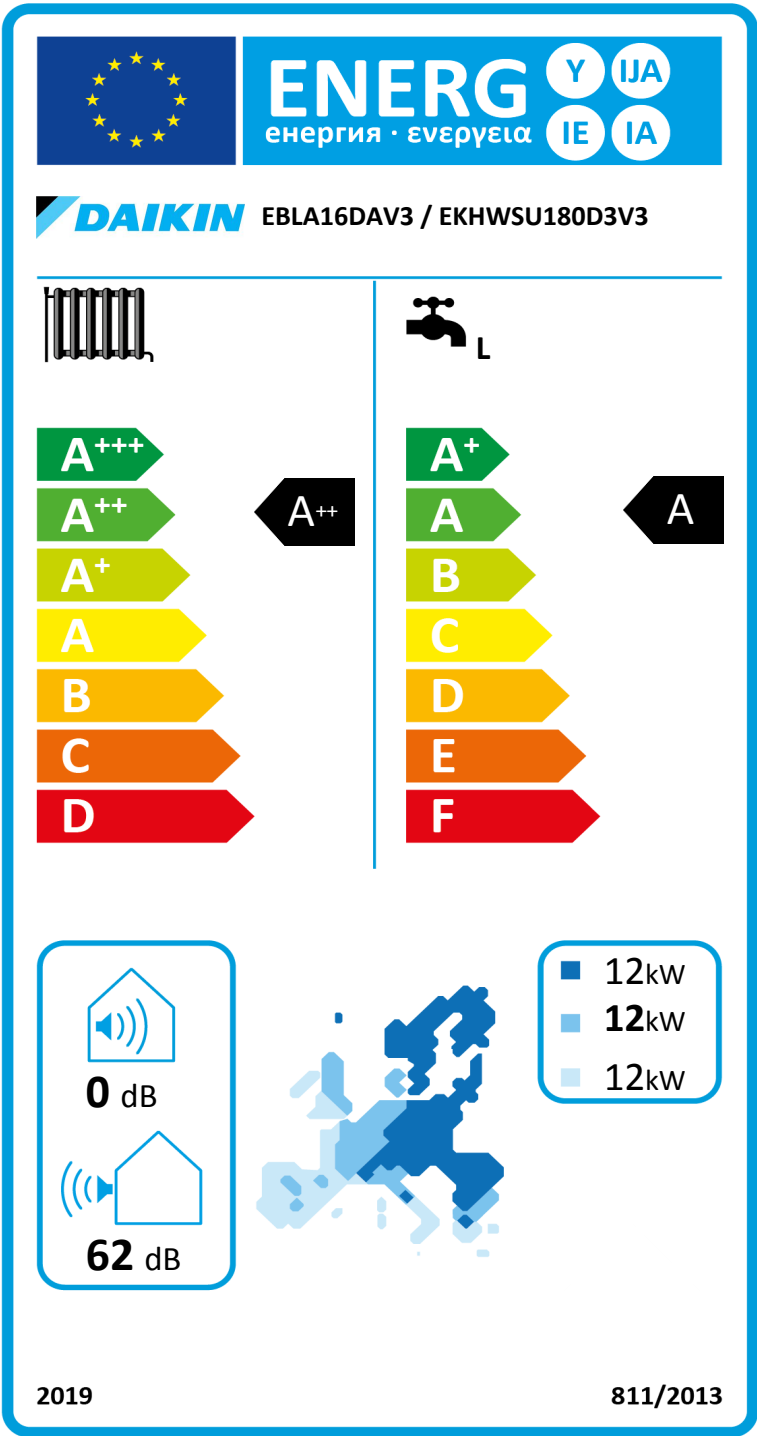 ENERG Y IJA
енергия · ενεργεια IE IA
DAIKIN EBLA16DAV3 / EKHWSU180D3V3
L
A+++
A++
A+
A
B
C
D
A++
A+
A
B
C
D
E
F
A
0 dB
62 dB
12kW
12kW
12kW
2019
811/2013